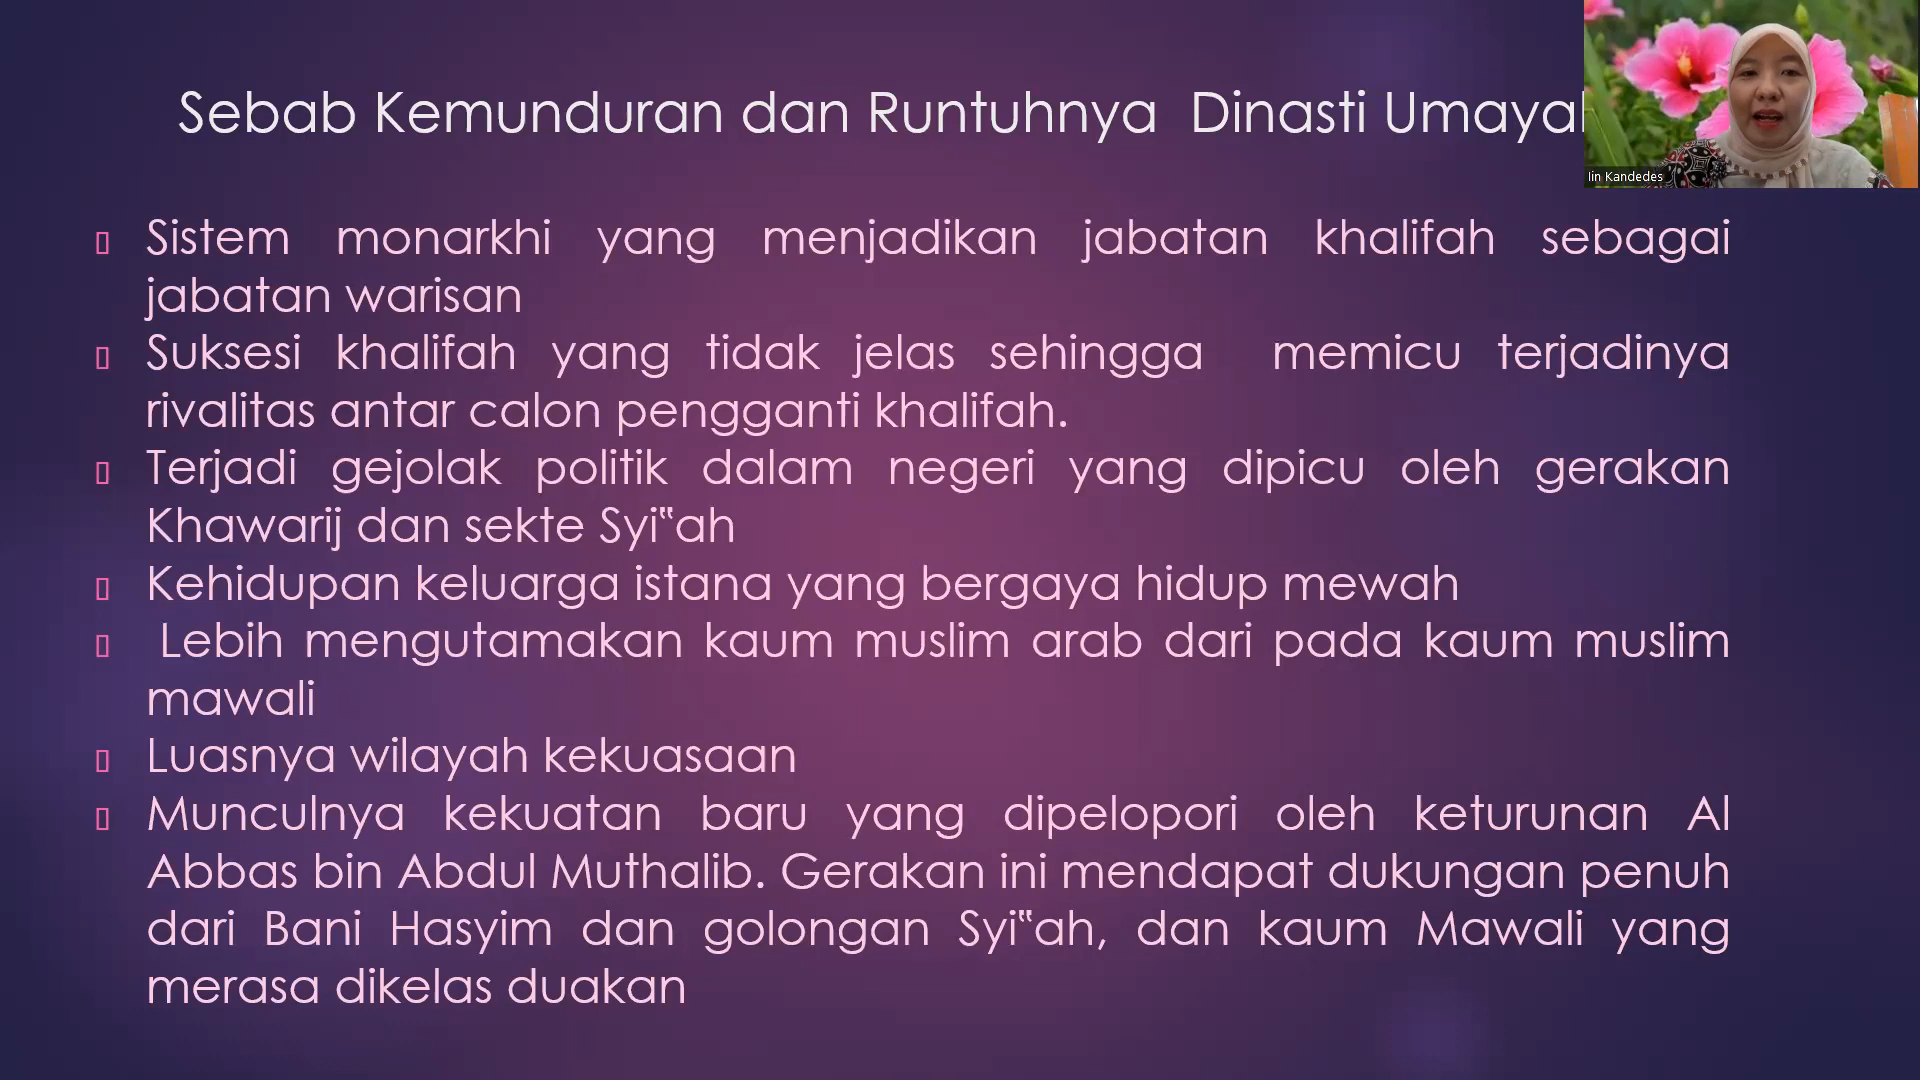 Sebab Kemunduran dan Runtuhnya Dinasti Umaya
Iin Kandedes
Sistem monarkhi yang menjadikan jabatan khalifah sebagai
jabatan warisan
Suksesi khalifah yang tidak jelas sehingga memicu terjadinya
rivalitas antar calon pengganti khalifah.
Terjadi gejolak politik dalam negeri yang dipicu oleh gerakan
Khawarij dan sekte Syi‟ah
Kehidupan keluarga istana yang bergaya hidup mewah
Lebih mengutamakan kaum muslim arab dari pada kaum muslim
mawali
Luasnya wilayah kekuasaan
Munculnya kekuatan baru yang dipelopori oleh keturunan Al
Abbas bin Abdul Muthalib. Gerakan ini mendapat dukungan penuh
dari Bani Hasyim dan golongan Syi‟ah, dan kaum Mawali yang
merasa dikelas duakan